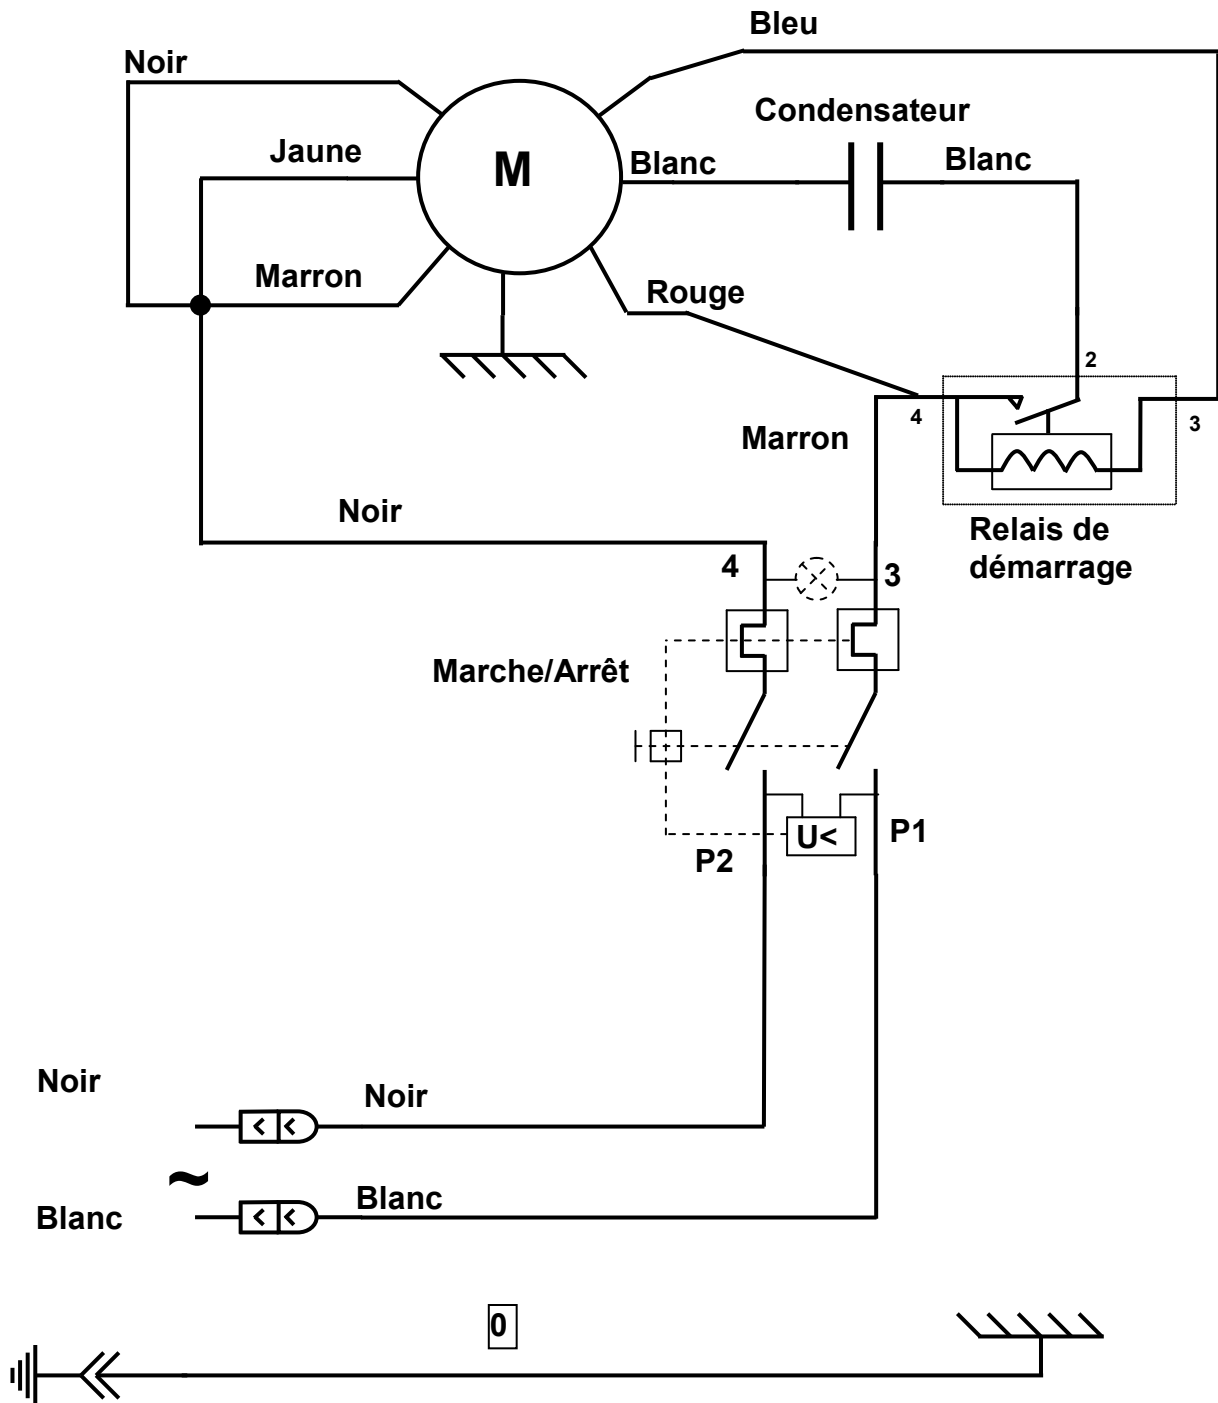 Bleu
Noir
Condensateur
Jaune
M
Blanc
Blanc
Marron
Rouge
2
4
3
Marron
Noir
Relais de
démarrage
4
3
Marche/Arrêt
U<
P1
P2
Noir
Noir
~
Blanc
Blanc
0